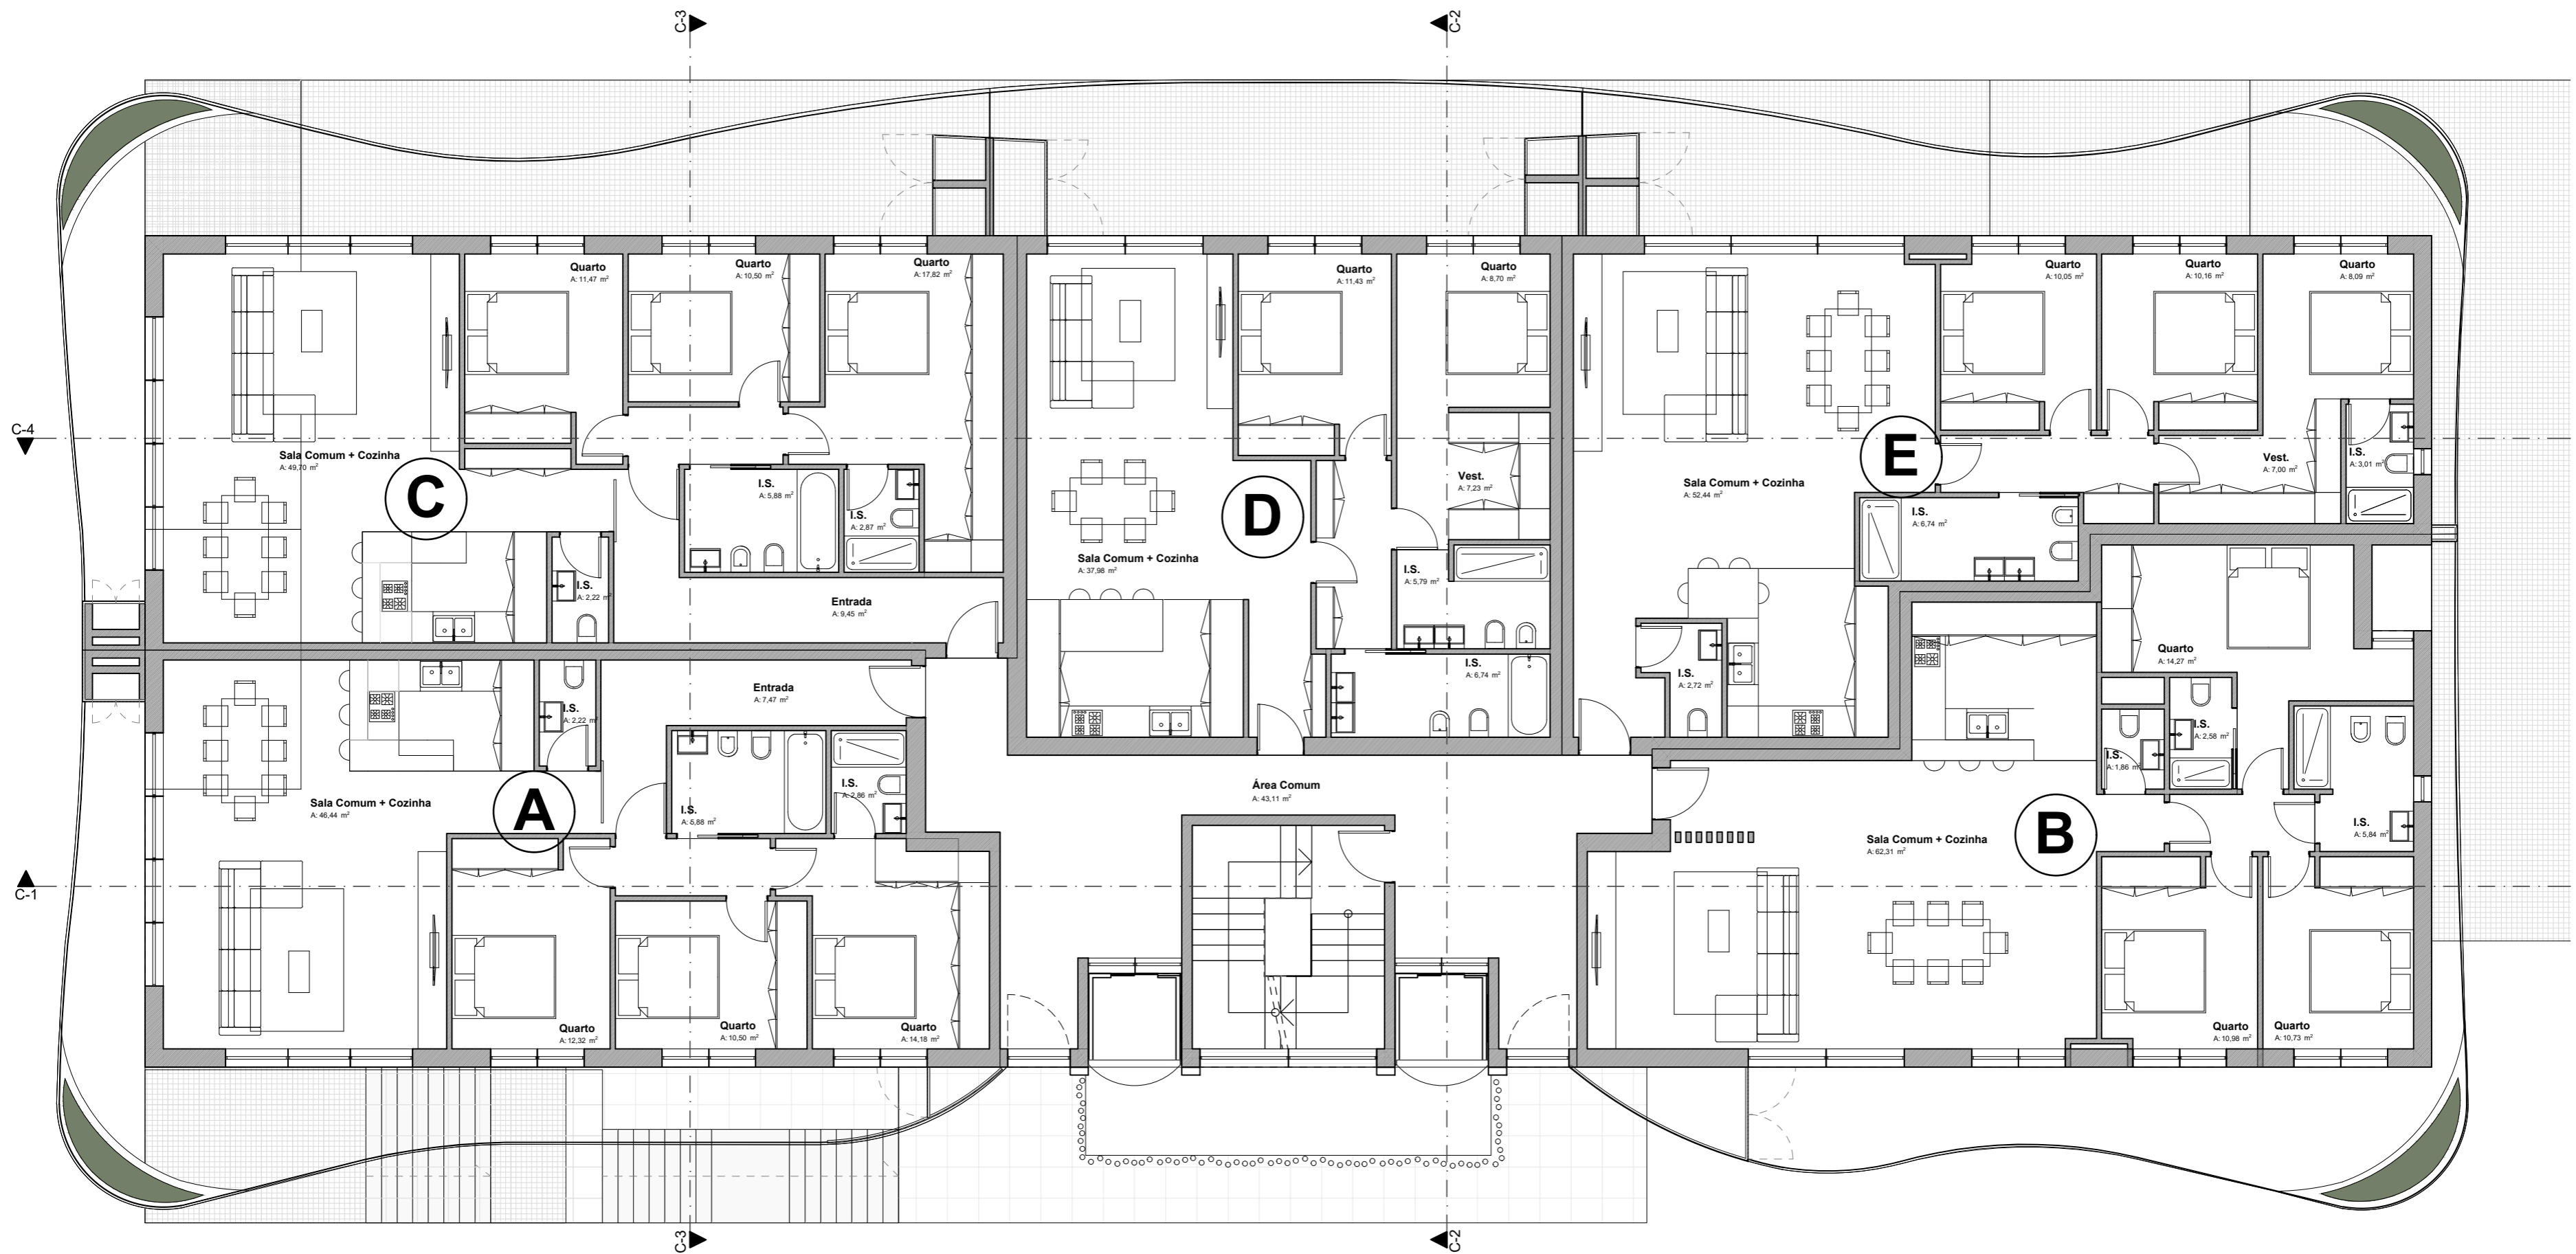 C-3
C-2
Quarto
A: 11,47 m²
Quarto
A: 10,50 m²
Quarto
A: 17,82 m²
Quarto
A: 11,43 m²
Quarto
A: 8,70 m²
Quarto
A: 10,05 m²
Quarto
A: 10,16 m²
Quarto
A: 8,09 m²
C-4
Sala Comum + Cozinha
A: 49,70 m²
C
I.S.
A: 5,88 m²
I.S.
A: 2,87 m²
I.S.
A: 2,22 m²
Entrada
A: 9,45 m²
D
Sala Comum + Cozinha
A: 37,98 m²
Vest.
A: 7,23 m²
I.S.
A: 5,79 m²
I.S.
A: 6,74 m²
Sala Comum + Cozinha
A: 52,44 m²
E
Vest.
A: 7,00 m²
I.S.
A: 3,01 m²
I.S.
A: 6,74 m²
I.S.
A: 2,72 m²
Quarto
A: 14,27 m²
Entrada
A: 7,47 m²
I.S.
A: 2,22 m²
I.S.
A: 2,58 m²
I.S.
A: 1,86 m²
Sala Comum + Cozinha
A: 46,44 m²
A
I.S.
A: 5,88 m²
I.S.
A: 2,86 m²
Área Comum
A: 43,11 m²
Sala Comum + Cozinha
A: 62,31 m²
B
I.S.
A: 5,84 m²
C-1
Quarto
A: 12,32 m²
Quarto
A: 10,50 m²
Quarto
A: 14,18 m²
Quarto
A: 10,98 m²
Quarto
A: 10,73 m²
C-3
C-2